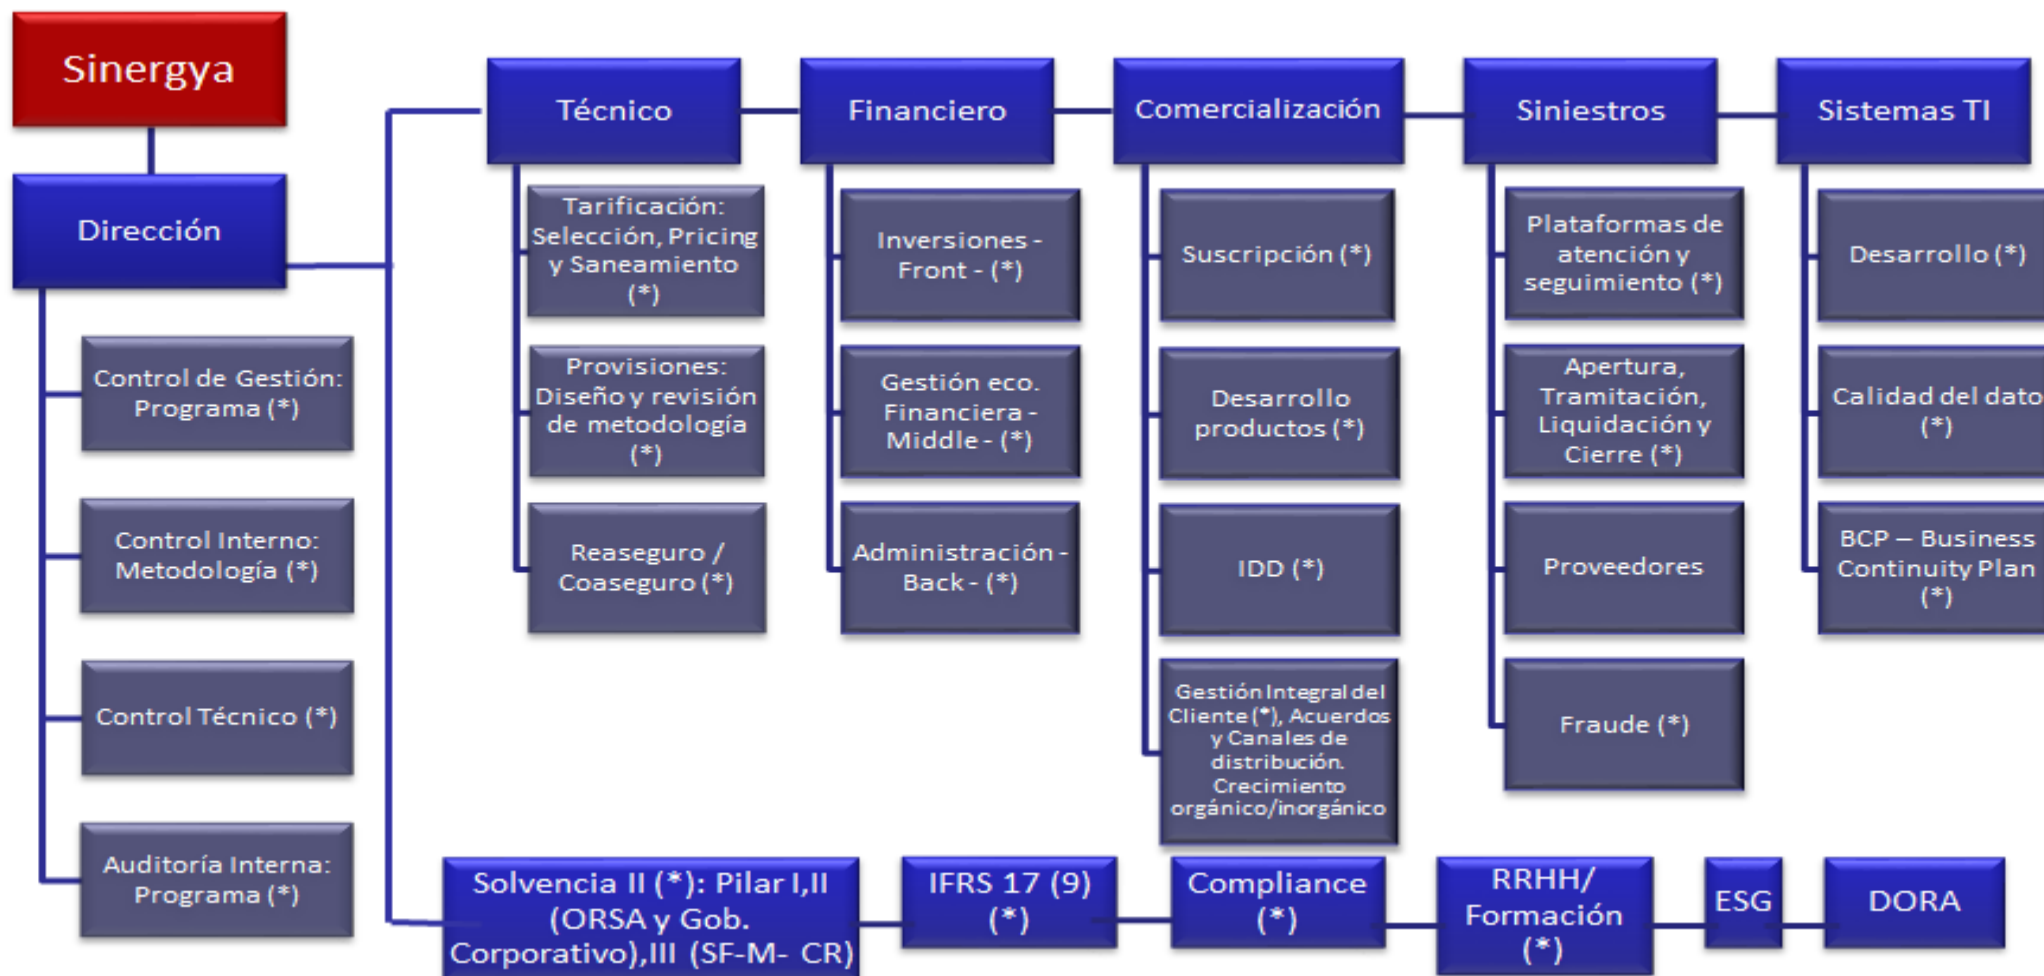 Sinergya
Dirección
Control de Gestión:
Programa (*)
Control Interno:
Metodología (*)
Control Técnico (*)
Auditoría Interna:
Programa (*)
Técnico
Tarificación:
Selección, Pricing
y Saneamiento
(*)
Provisiones:
Diseño y revisión
de metodología
(*)
Reaseguro /
Coaseguro (*)
Financiero
Inversiones -
Front - (*)
Gestión eco.
Financiera -
Middle - (*)
Administración -
Back - (*)
Comercialización
Suscripción (*)
Desarrollo
productos (*)
IDD (*)
Gestión Integral del
Cliente (*), Acuerdos
y Canales de
distribución.
Crecimiento
orgánico/inorgánico
Siniestros
Plataformas de
atención y
seguimiento (*)
Apertura,
Tramitación,
Liquidación y
Cierre (*)
Proveedores
Fraude (*)
Sistemas TI
Desarrollo (*)
Calidad del dato
(*)
BCP – Business
Continuity Plan
(*)
Solvencia II (*): Pilar I,II
(ORSA y Gob.
Corporativo),III (SF-M- CR)
IFRS 17 (9)
(*)
Compliance
(*)
RRHH/
Formación
(*)
ESG
DORA